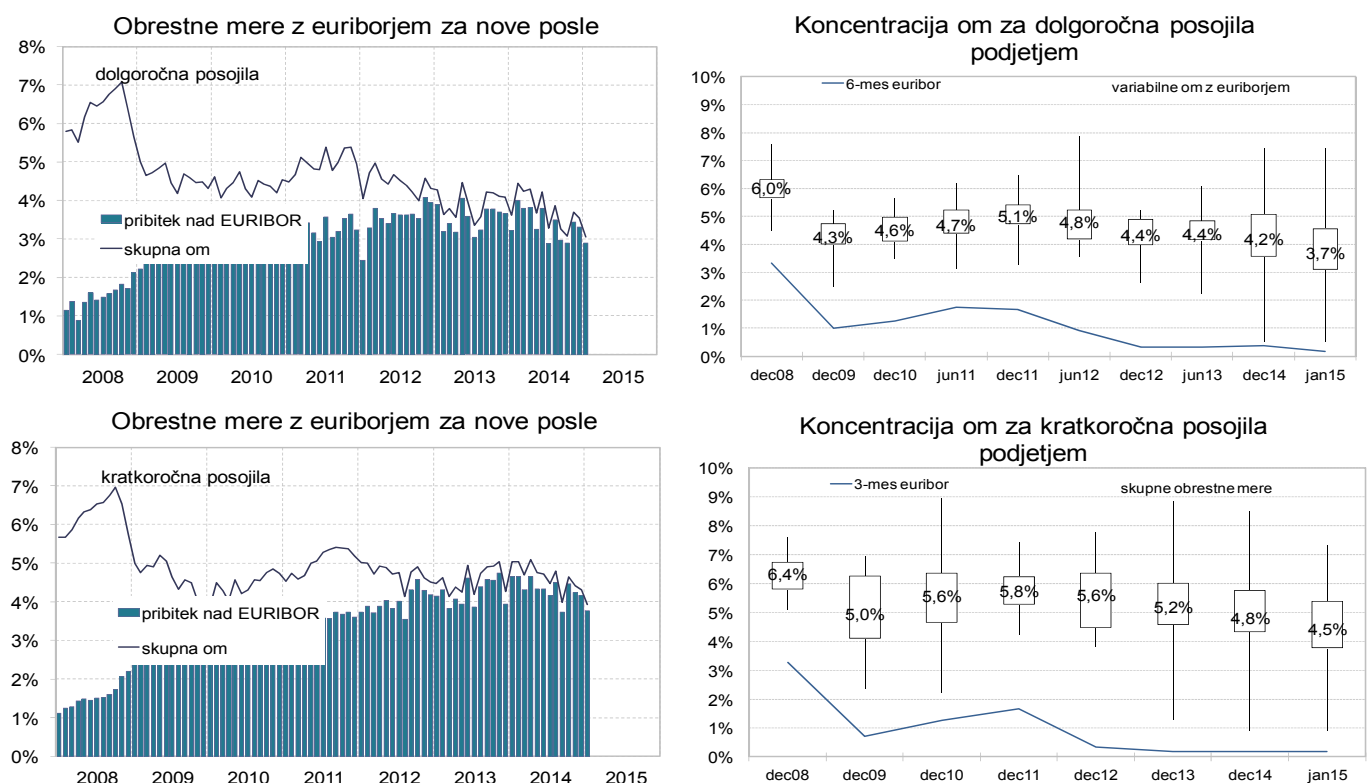 Obrestne mere z euriborjem za nove posle
8%
7%
6%
5%
4%
3%
2%
1%
0%
dolgoročna posojila
pribitek nad EURIBOR
skupna om
2008 2009 2010 2011 2012 2013 2014 2015
Koncentracija om za dolgoročna posojila
podjetjem
10%
9%
8%
7%
6%
5%
4%
3%
2%
1%
0%
6-mes euribor
variabilne om z euriborjem
6,0% 4,3% 4,6% 4,7% 5,1% 4,8% 4,4% 4,4% 4,2% 3,7%
dec08 dec09 dec10 jun11 dec11 jun12 dec12 jun13 dec14 jan15
Obrestne mere z euriborjem za nove posle
8%
7%
6%
5%
4%
3%
2%
1%
0%
kratkoročna posojila
pribitek nad EURIBOR
skupna om
2008 2009 2010 2011 2012 2013 2014 2015
Koncentracija om za kratkoročna posojila
podjetjem
10%
9%
8%
7%
6%
5%
4%
3%
2%
1%
0%
3-mes euribor
skupne obrestne mere
6,4% 5,0% 5,6% 5,8% 5,6% 5,2% 4,8% 4,5%
dec08 dec09 dec10 dec11 dec12 dec13 dec14 jan15